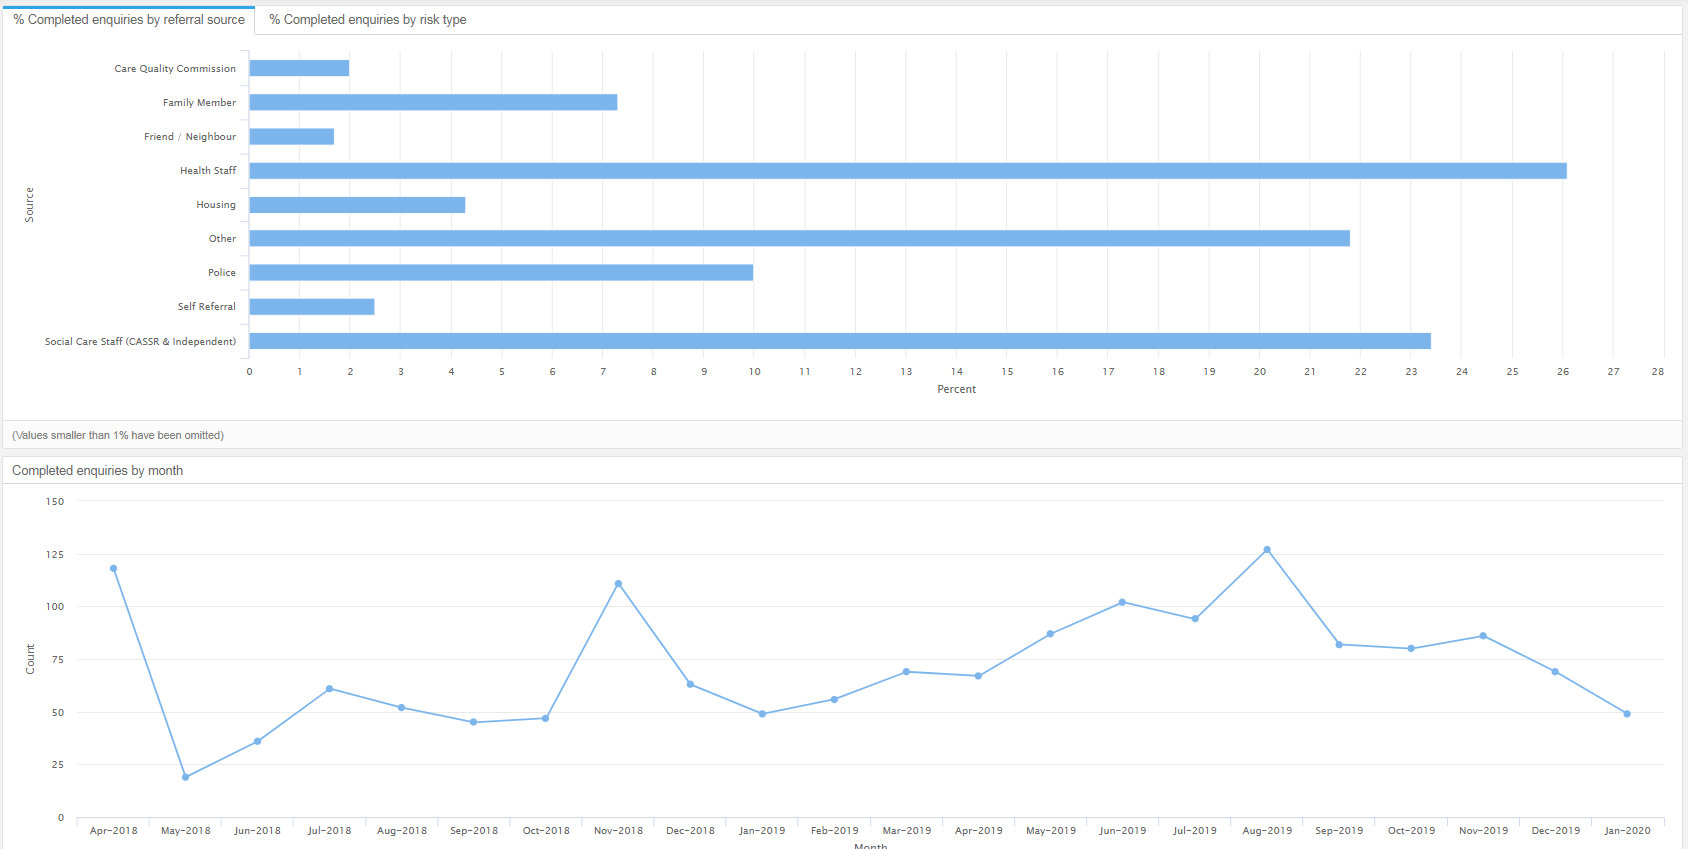 % Completed enquiries by referral source
% Completed enquiries by risk type
Source
Care Quality Commission
Family Member
Friend / Neighbour
Health Staff
Housing
Other
Police
Self Referral
Social Care Staff (CASSR & Independent)
0 1 2 3 4 5 6 7 8 9 10 11 12 13 14 15 16 17 18 19 20 21 22 23 24 25 26 27 28
Percent
(Values smaller than 1% have been omitted)
Completed enquiries by month
Count
150
125
100
75
50
25
0
Apr-2018 May-2018 Jun-2018 Jul-2018 Aug-2018 Sep-2018 Oct-2018 Nov-2018 Dec-2018 Jan-2019 Feb-2019 Mar-2019 Apr-2019 May-2019 Jun-2019 Jul-2019 Aug-2019 Sep-2019 Oct-2019 Nov-2019 Dec-2019 Jan-2020
Month